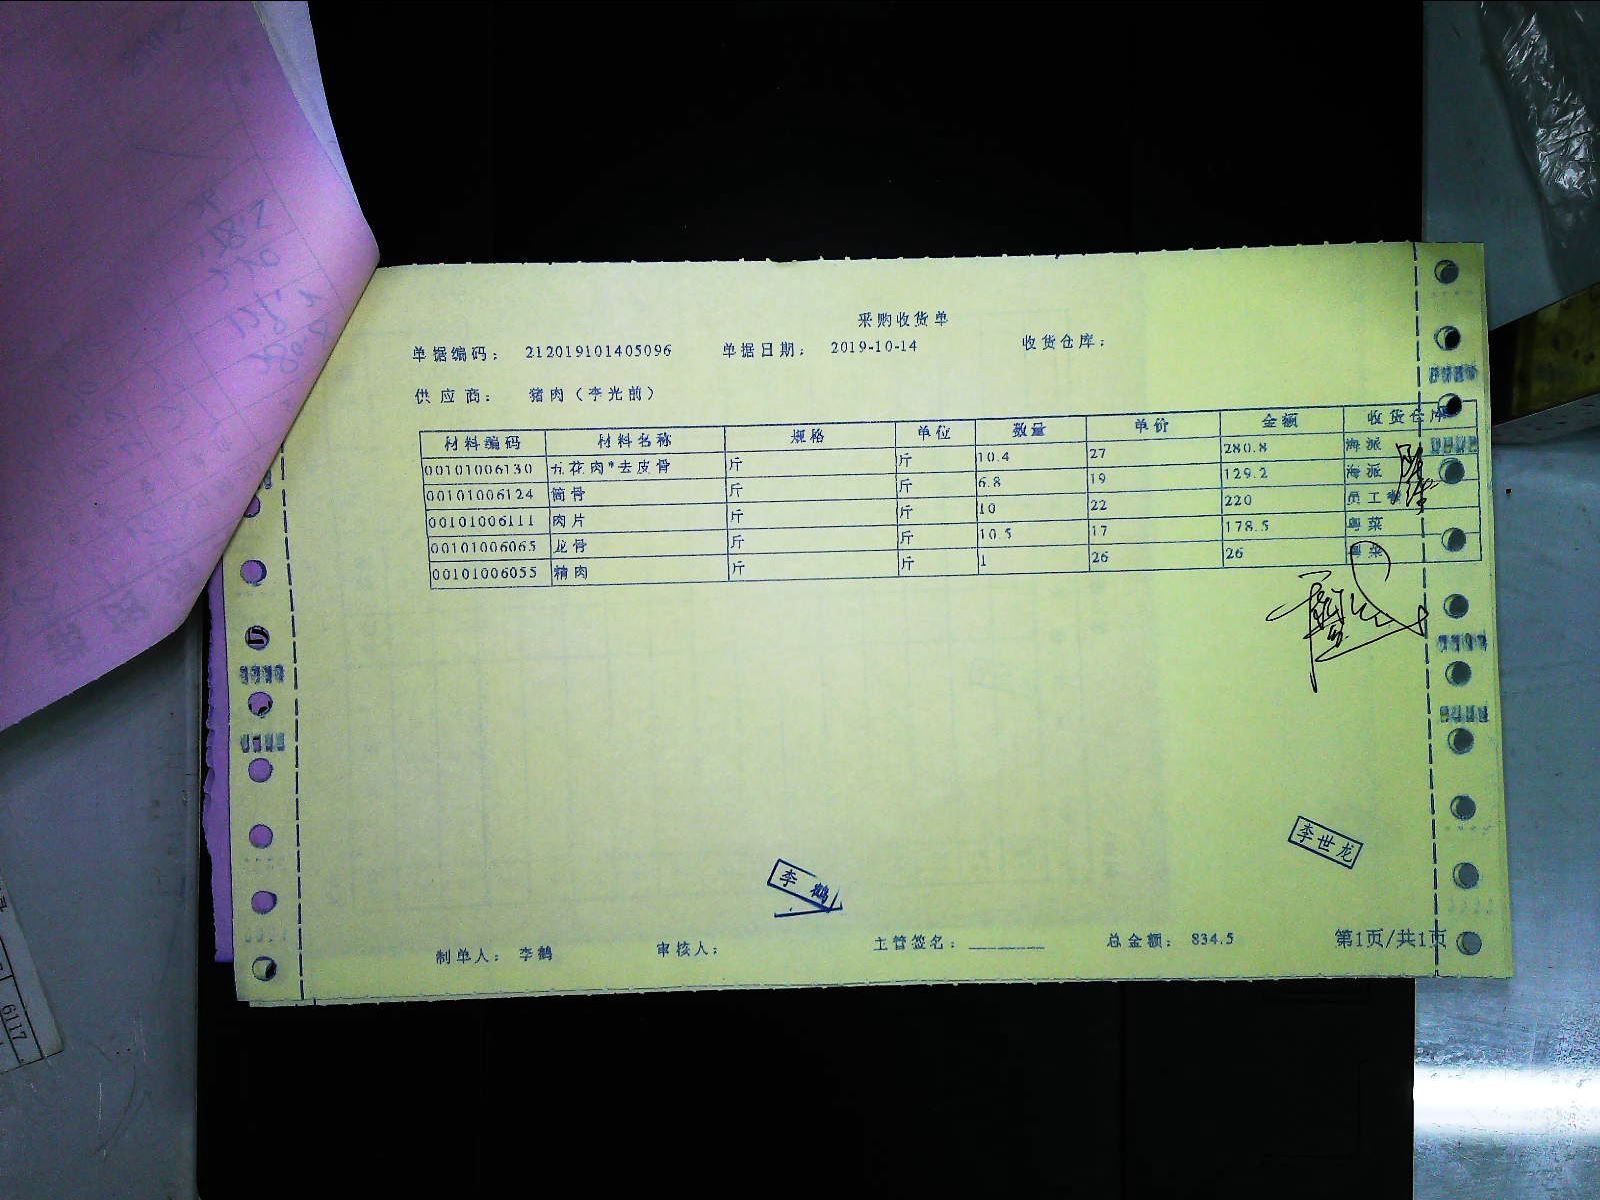 采购收货单
单据编码： 212019101405096 单据日期： 2019-10-14 收货仓库：
供应商： 猪肉（李光前）
材料编码 材料名称 规格 单位 数量 单价 金额 收货仓库
00101006130 五花肉*去皮骨 斤 斤 10.4 27 280.8 海派
00101006124 筒骨 斤 斤 6.8 19 129.2 海派
00101006111 肉片 斤 斤 10 22 220 员工餐
00101006065 龙骨 斤 斤 10.5 17 178.5 粤菜
00101006055 精肉 斤 斤 1 26 26 粤菜
李世龙
李鹤
制单人： 李鹤 审核人： 主管签名： 总金额： 834.5 第1页/共1页
6117